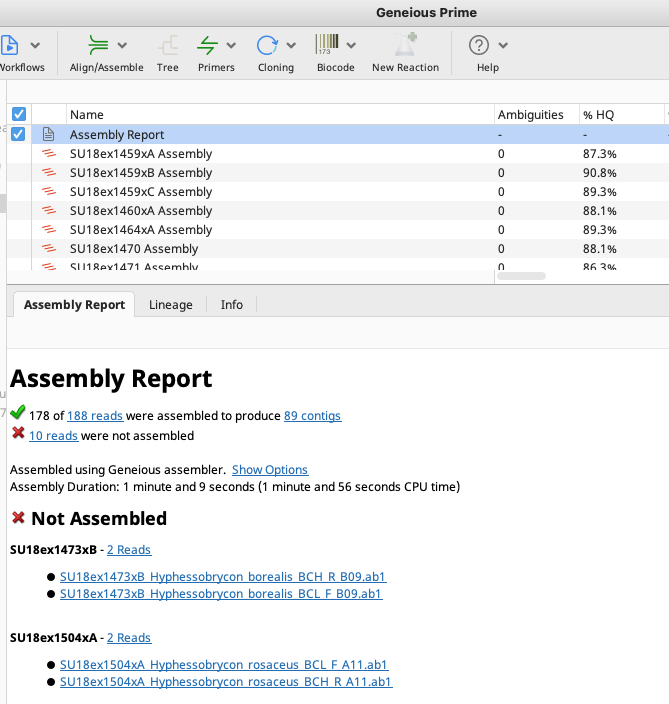 Geneious Prime
Workflows Align/Assemble Tree Primers Cloning Biocode New Reaction Help
173
Name Ambiguities % HQ
Assembly Report - -
SU18ex1459xA Assembly 0 87.3%
SU18ex1459xB Assembly 0 90.8%
SU18ex1459xC Assembly 0 89.3%
SU18ex1460xA Assembly 0 88.1%
SU18ex1464xA Assembly 0 89.3%
SU18ex1470 Assembly 0 88.1%
SU18ex1471 Assembly 0 86.3%
Assembly Report Lineage Info
Assembly Report
178 of 188 reads were assembled to produce 89 contigs
10 reads were not assembled
Assembled using Geneious assembler. Show Options
Assembly Duration: 1 minute and 9 seconds (1 minute and 56 seconds CPU time)
Not Assembled
SU18ex1473xB - 2 Reads
SU18ex1473xB_Hyphessobrycon_borealis_BCH_R_B09.ab1
SU18ex1473xB_Hyphessobrycon_borealis_BCL_F_B09.ab1
SU18ex1504xA - 2 Reads
SU18ex1504xA_Hyphessobrycon_rosaceus_BCL_F_A11.ab1
SU18ex1504xA_Hyphessobrycon_rosaceus_BCH_R_A11.ab1